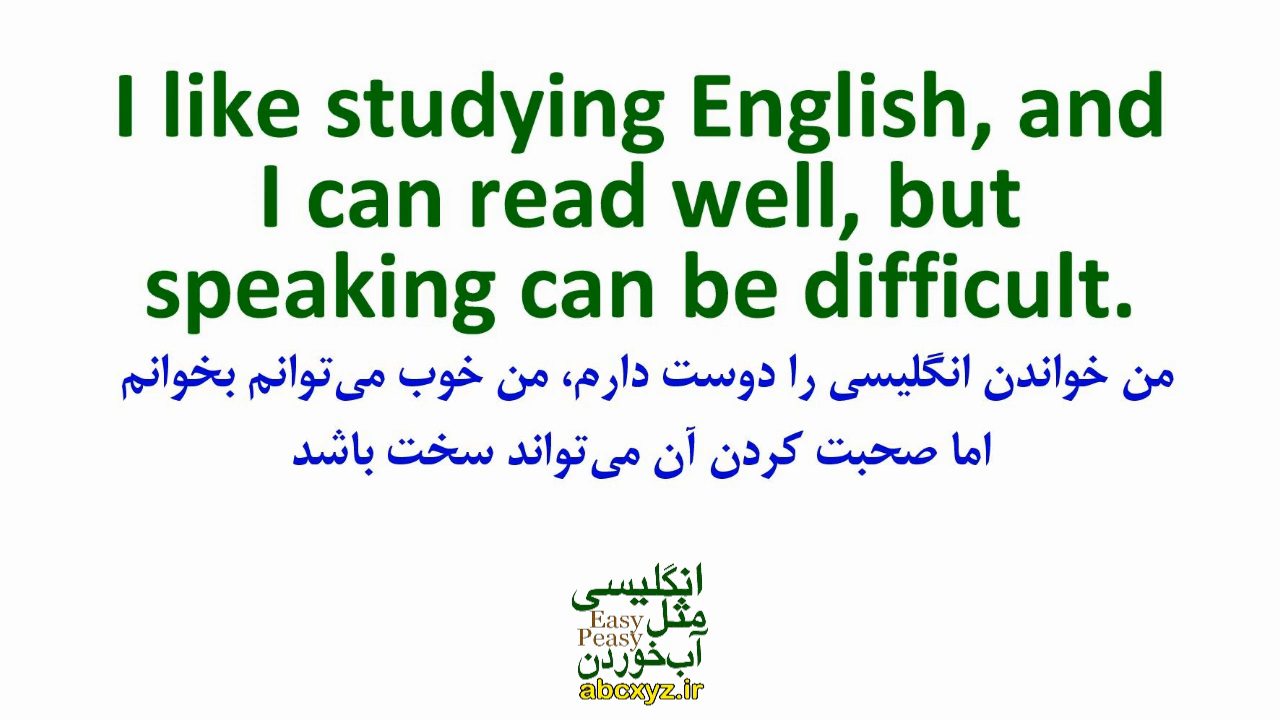 I like studying English, and
I can read well, but
speaking can be difficult.
من خواندن انگلیسی را دوست دارم، من خوب می‌توانم بخوانم
اما صحبت کردن آن می‌تواند سخت باشد
انگلیسی
مثل
Easy
Peasy
آب‌خوردن
abcxyz.ir